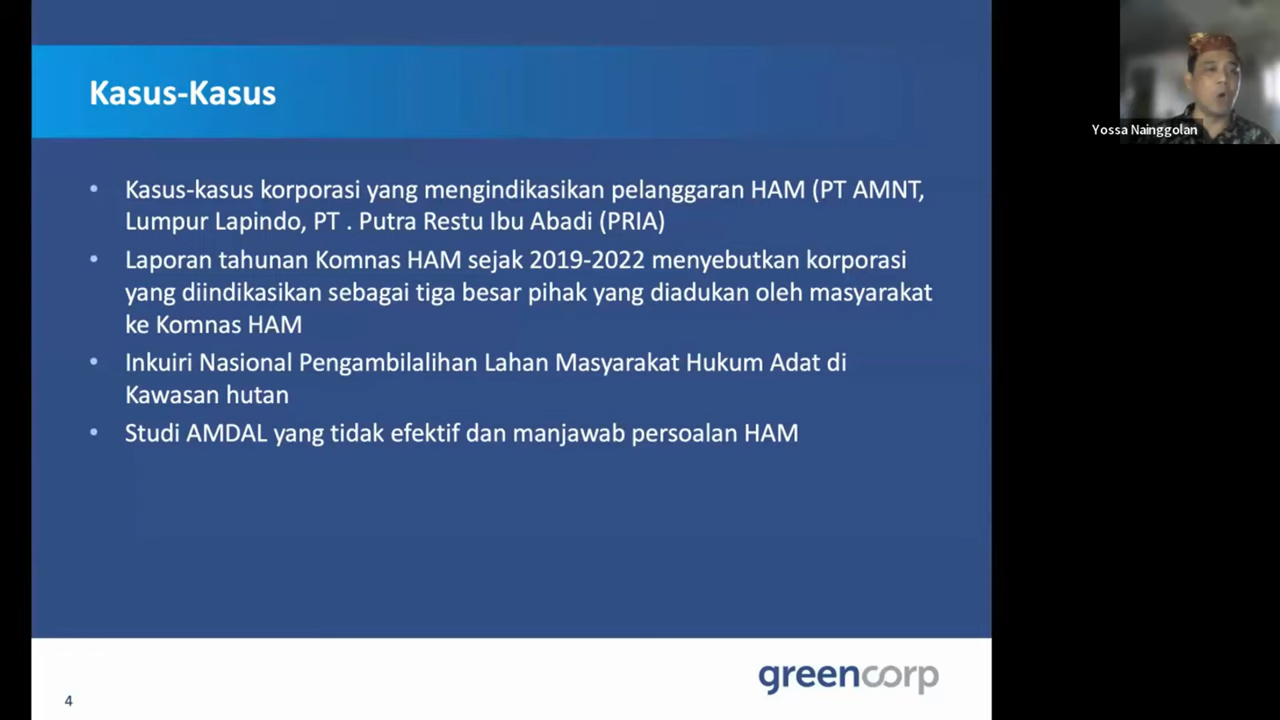 Kasus-Kasus
• Kasus-kasus korporasi yang mengindikasikan pelanggaran HAM (PT AMNT,
Lumpur Lapindo, PT . Putra Restu Ibu Abadi (PRIA)
• Laporan tahunan Komnas HAM sejak 2019-2022 menyebutkan korporasi
yang diindikasikan sebagai tiga besar pihak yang diadukan oleh masyarakat
ke Komnas HAM
• Inkuiri Nasional Pengambilalihan Lahan Masyarakat Hukum Adat di
Kawasan hutan
• Studi AMDAL yang tidak efektif dan manjawab persoalan HAM
greencorp
4
Yossa Nainggolan